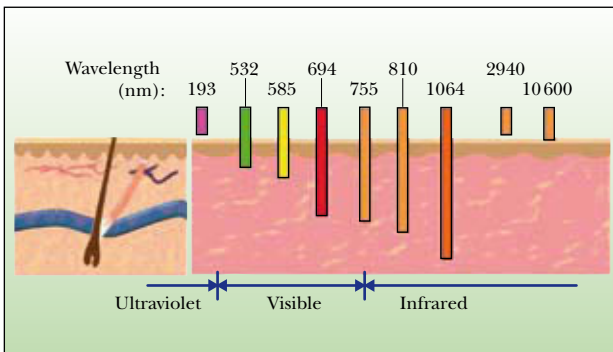 Wavelength
(nm):
193
532
585
694
755
810
1064
2940
10 600
Ultraviolet
Visible
Infrared